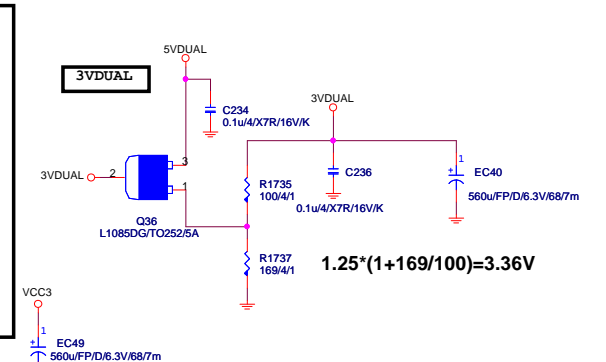 5VDUAL
3VDUAL
C234
0.1u/4/X7R/16V/K
3VDUAL
3
3VDUAL
2
1
C236
0.1u/4/X7R/16V/K
1
EC40
560u/FP/D/6.3V/68/7m
R1735
100/4/1
Q36
L1085DG/TO252/5A
R1737
169/4/1
1.25*(1+169/100)=3.36V
VCC3
1
EC49
560u/FP/D/6.3V/68/7m